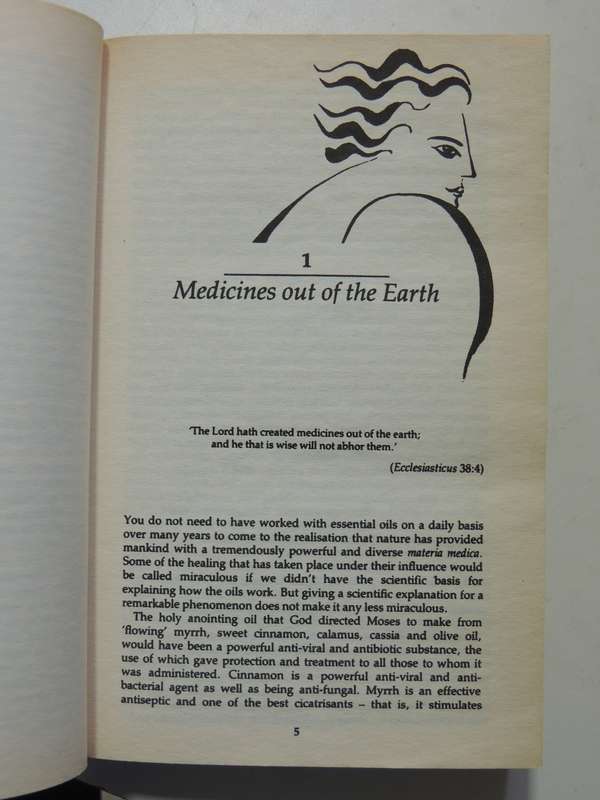 1
Medicines out of the Earth
'The Lord hath created medicines out of the earth;
and he that is wise will not abhor them.'
(Ecclesiasticus 38:4)
You do not need to have worked with essential oils on a daily basis
over many years to come to the realisation that nature has provided
mankind with a tremendously powerful and diverse materia medica.
Some of the healing that has taken place under their influence would
be called miraculous if we didn't have the scientific basis for
explaining how the oils work. But giving a scientific explanation for a
remarkable phenomenon does not make it any less miraculous.
The holy anointing oil that God directed Moses to make from
'flowing' myrrh, sweet cinnamon, calamus, cassia and olive oil,
would have been a powerful anti-viral and antibiotic substance, the
use of which gave protection and treatment to all those to whom it
was administered. Cinnamon is a powerful anti-viral and anti-
bacterial agent as well as being anti-fungal. Myrrh is an effective
antiseptic and one of the best cicatrisants – that is, it stimulates
5